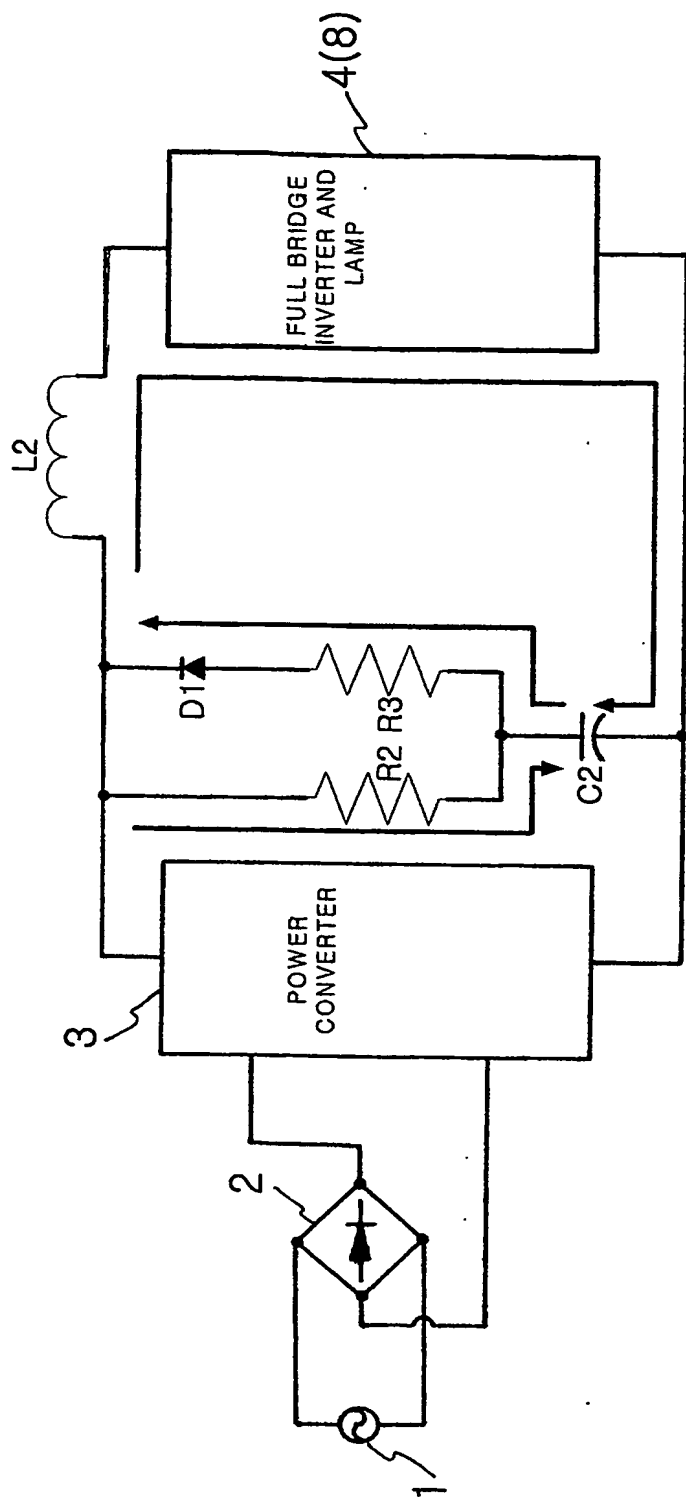 1
2
3
POWER
CONVERTER
R2 R3
D1
C2
L2
FULL BRIDGE
INVERTER AND
LAMP
4(8)